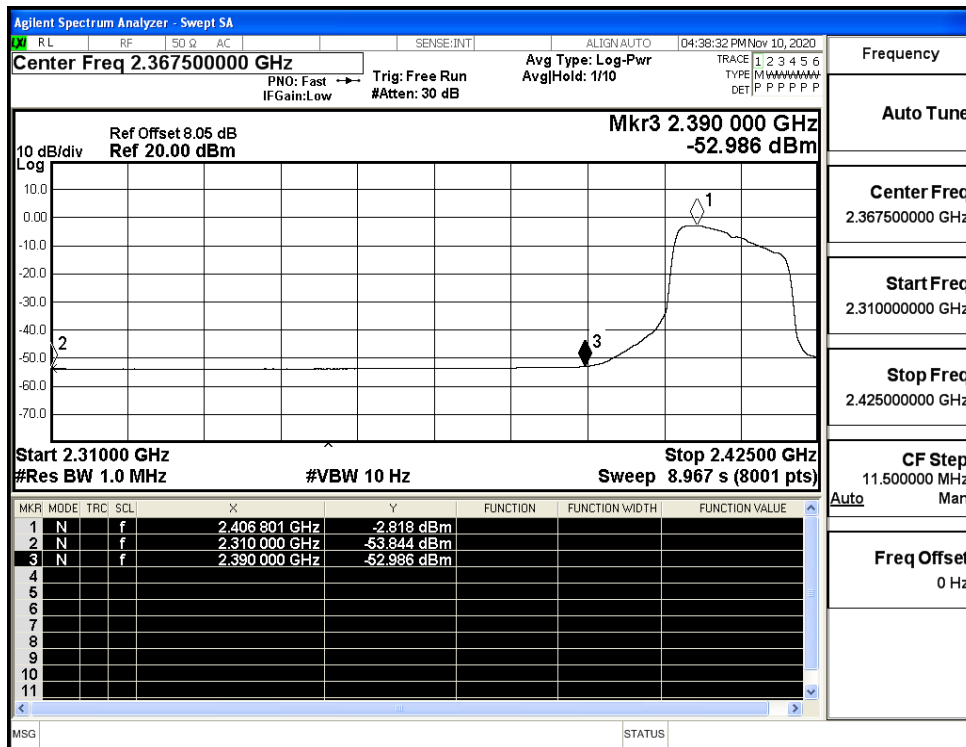 Agilent Spectrum Analyzer - Swept SA
LXI RL RF 50 Ω AC SENSE:INT ALIGNAUTO 04:38:32 PM Nov 10, 2020
Center Freq 2.367500000 GHz
PNO: Fast
IFGain:Low
Trig: Free Run
#Atten: 30 dB
Avg Type: Log-Pwr
Avg|Hold: 1/10
TRACE 1 2 3 4 5 6
TYPE M W W W W W
DET P P P P P P
Ref Offset 8.05 dB
Ref 20.00 dBm
10 dB/div
Log
Mkr3 2.390 000 GHz
-52.986 dBm
10.0
0.00
-10.0
-20.0
-30.0
-40.0
-50.0
-60.0
-70.0
1
2
3
Start 2.31000 GHz Stop 2.42500 GHz
#Res BW 1.0 MHz #VBW 10 Hz Sweep 8.967 s (8001 pts)
MKR MODE TRC SCL X Y FUNCTION FUNCTION WIDTH FUNCTION VALUE
1 N f 2.406 801 GHz -2.818 dBm
2 N f 2.310 000 GHz -53.844 dBm
3 N f 2.390 000 GHz -52.986 dBm
4
5
6
7
8
9
10
11
MSG STATUS
Frequency
Auto Tune
Center Freq
2.367500000 GHz
Start Freq
2.310000000 GHz
Stop Freq
2.425000000 GHz
CF Step
11.500000 MHz
Auto Man
Freq Offset
0 Hz